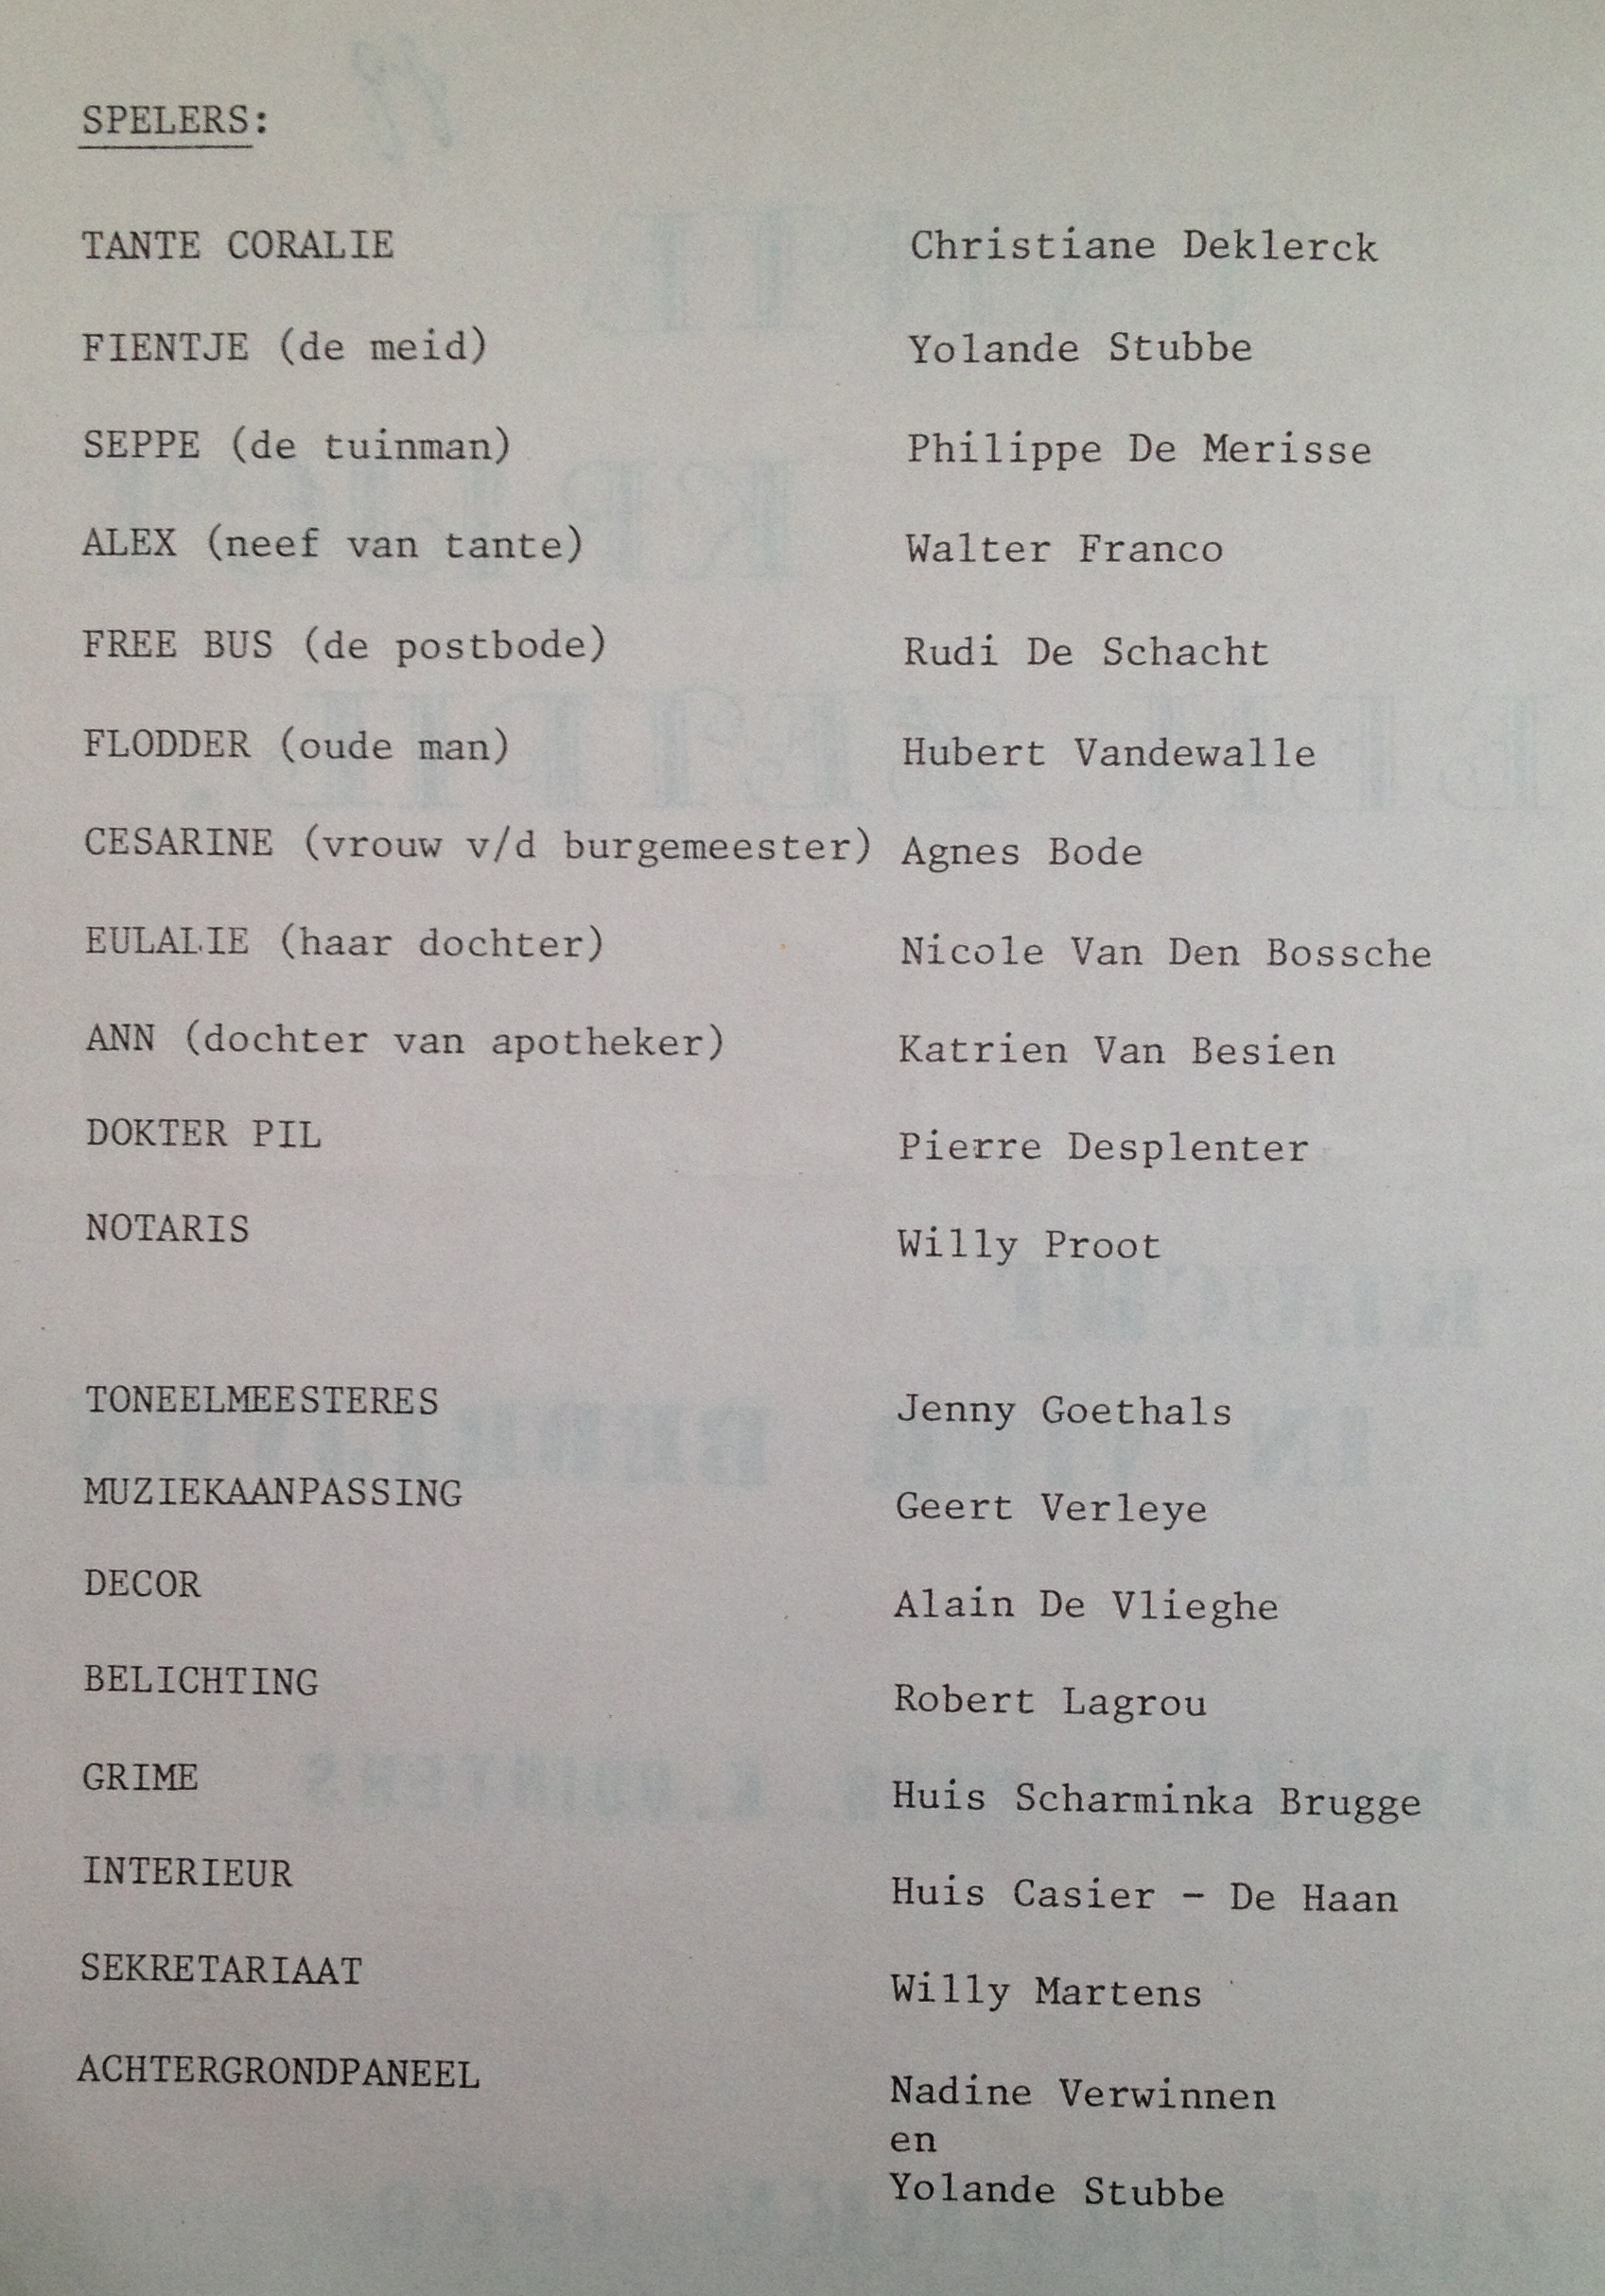 SPELERS:
TANTE CORALIE Christiane Deklerck
FIENTJE (de meid) Yolande Stubbe
SEPPE (de tuinman) Philippe De Merisse
ALEX (neef van tante) Walter Franco
FREE BUS (de postbode) Rudi De Schacht
FLODDER (oude man) Hubert Vandewalle
CESARINE (vrouw v/d burgemeester) Agnes Bode
EULALIE (haar dochter) Nicole Van Den Bossche
ANN (dochter van apotheker) Katrien Van Besien
DOKTER PIL Pierre Desplenter
NOTARIS Willy Proot
TONEELMEESTERES Jenny Goethals
MUZIEKAANPASSING Geert Verleye
DECOR Alain De Vlieghe
BELICHTING Robert Lagrou
GRIME Huis Scharminka Brugge
INTERIEUR Huis Casier - De Haan
SEKRETARIAAT Willy Martens
ACHTERGRONDPANEEL Nadine Verwinnen
en
Yolande Stubbe